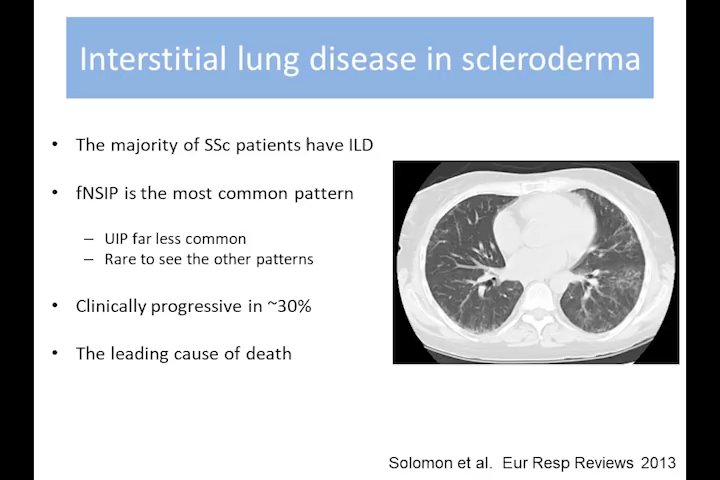 Interstitial lung disease in scleroderma
• The majority of SSc patients have ILD
• fNSIP is the most common pattern
– UIP far less common
– Rare to see the other patterns
• Clinically progressive in ~30%
• The leading cause of death
Solomon et al. Eur Resp Reviews 2013